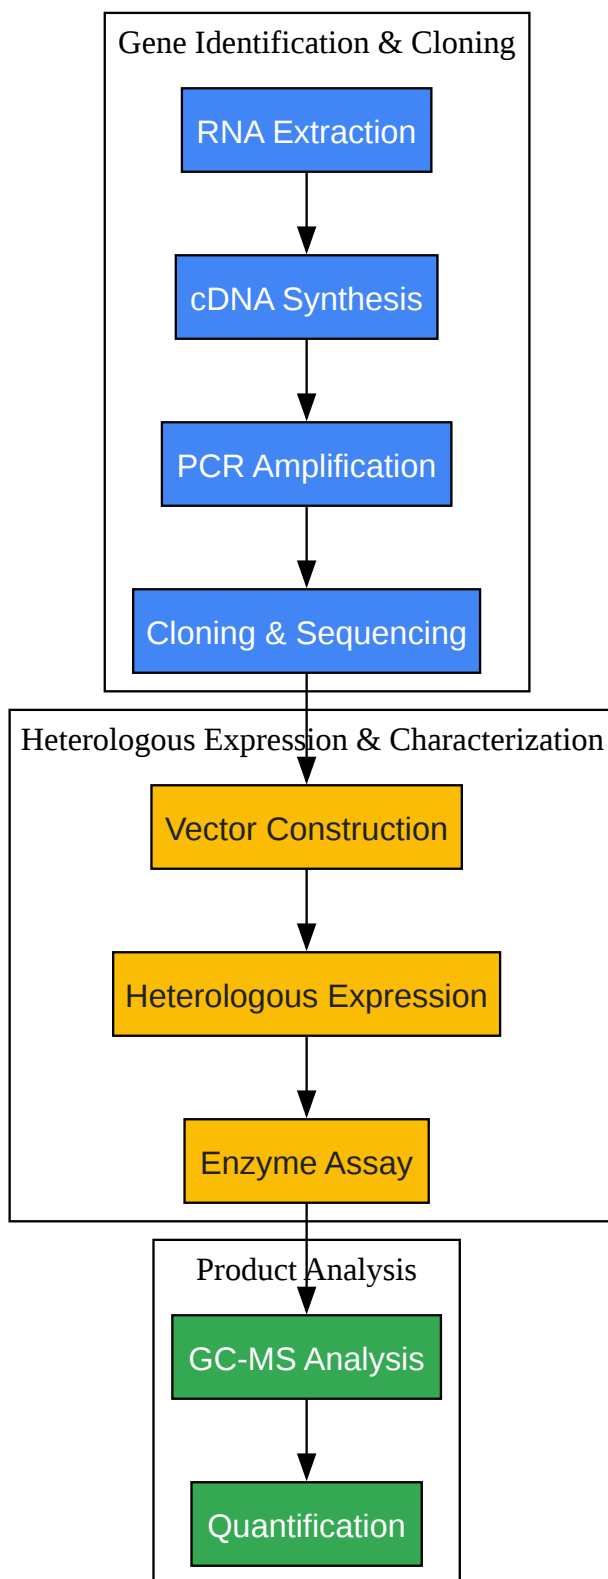 Gene Identification & Cloning
RNA Extraction
cDNA Synthesis
PCR Amplification
Cloning & Sequencing
Heterologous Expression & Characterization
Vector Construction
Heterologous Expression
Enzyme Assay
Product Analysis
GC-MS Analysis
Quantification